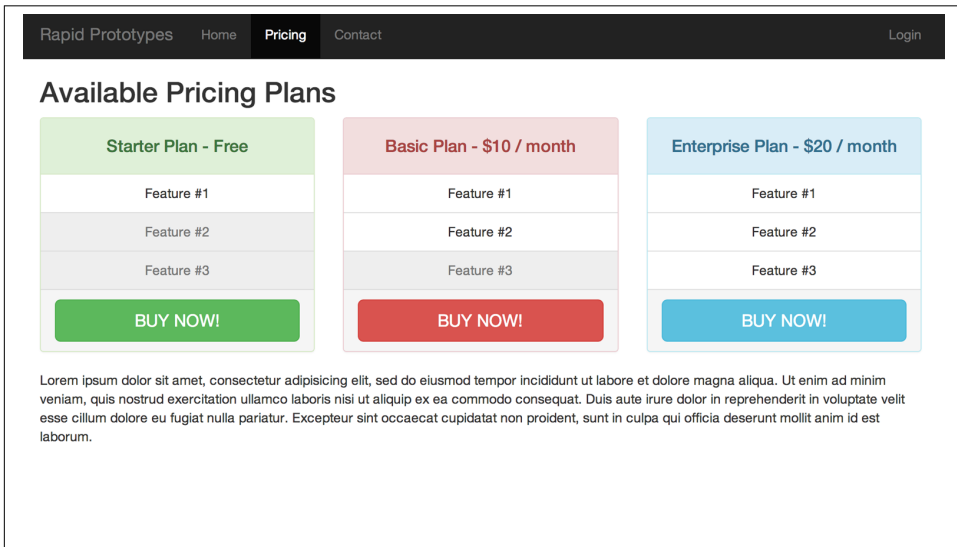 Rapid Prototypes Home Pricing Contact Login
Available Pricing Plans
Starter Plan - Free
Feature #1
Feature #2
Feature #3
BUY NOW!
Basic Plan - $10 / month
Feature #1
Feature #2
Feature #3
BUY NOW!
Enterprise Plan - $20 / month
Feature #1
Feature #2
Feature #3
BUY NOW!
Lorem ipsum dolor sit amet, consectetur adipisicing elit, sed do eiusmod tempor incididunt ut labore et dolore magna aliqua. Ut enim ad minim
veniam, quis nostrud exercitation ullamco laboris nisi ut aliquip ex ea commodo consequat. Duis aute irure dolor in reprehenderit in voluptate velit
esse cillum dolore eu fugiat nulla pariatur. Excepteur sint occaecat cupidatat non proident, sunt in culpa qui officia deserunt mollit anim id est
laborum.